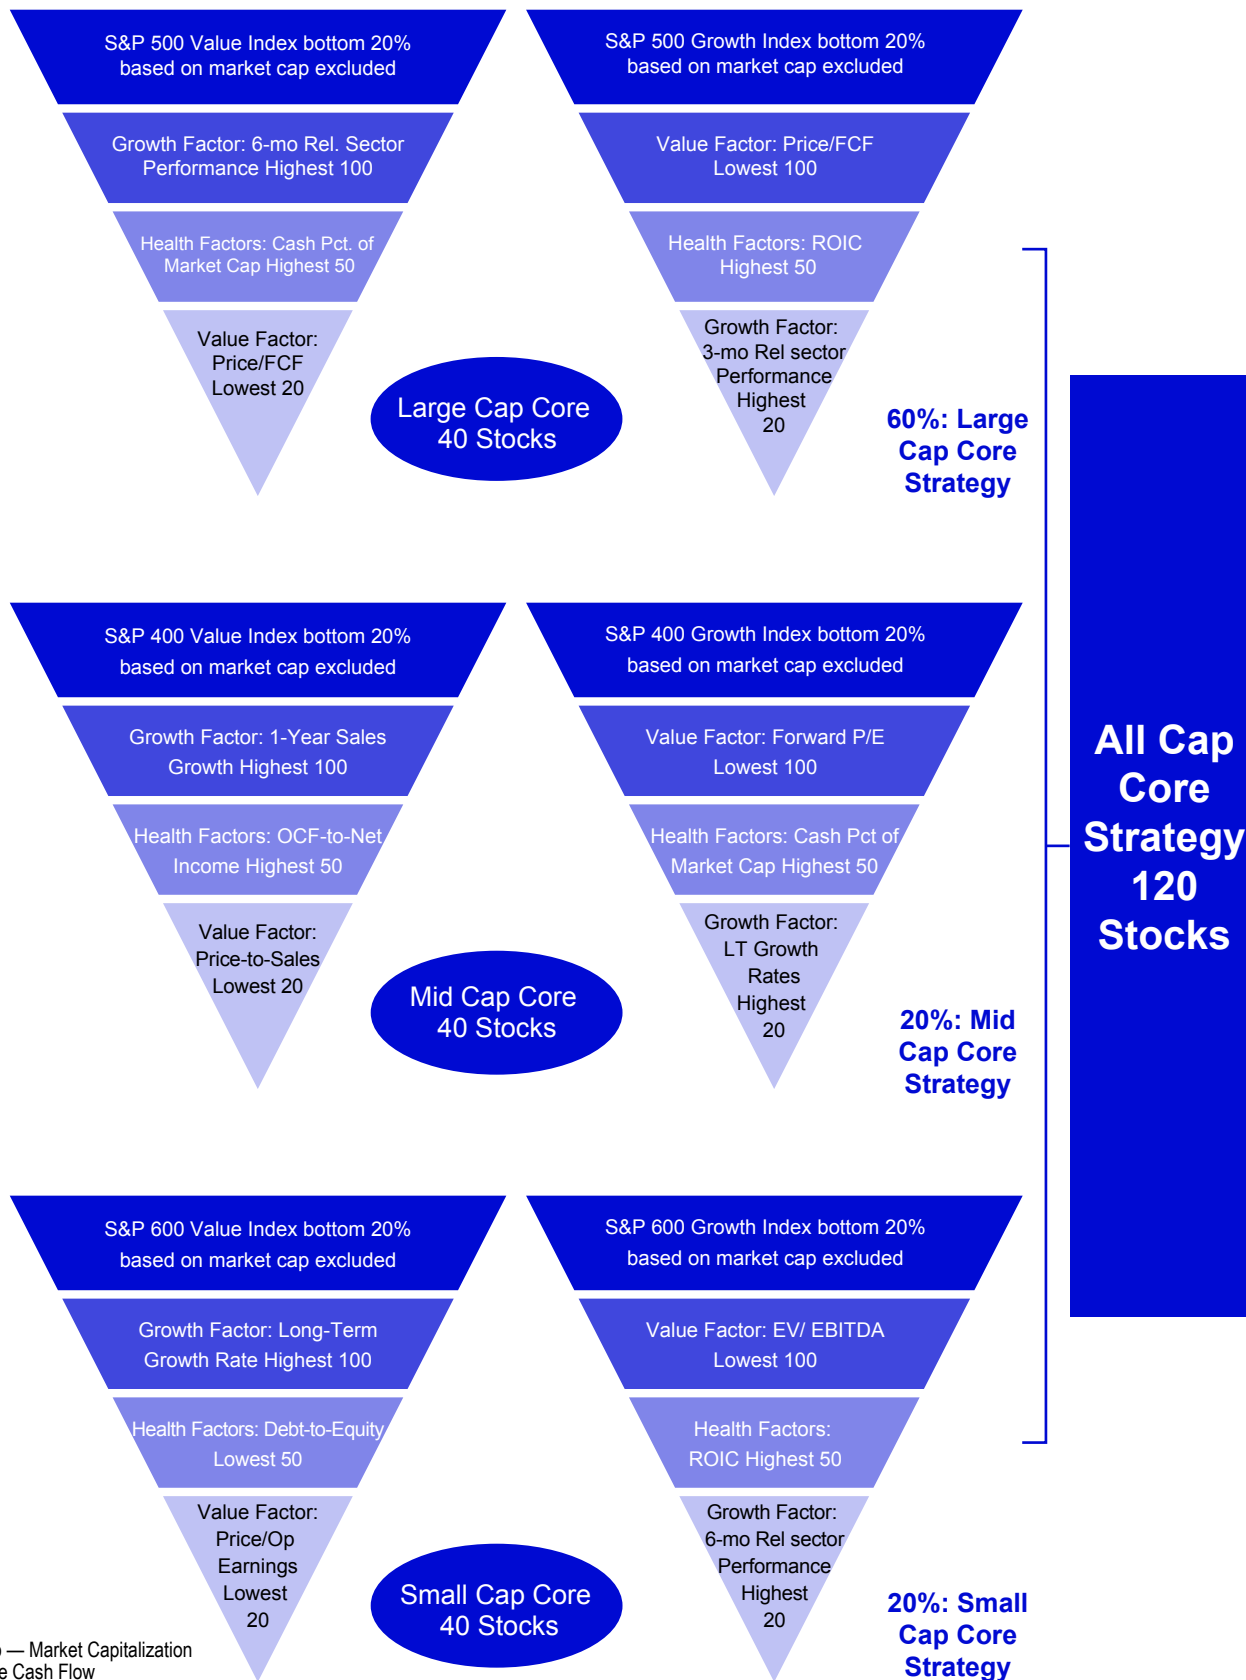 S&P 500 Value Index bottom 20%
based on market cap excluded
Growth Factor: 6-mo Rel. Sector
Performance Highest 100
Health Factors: Cash Pct. of
Market Cap Highest 50
Value Factor:
Price/FCF
Lowest 20
S&P 500 Growth Index bottom 20%
based on market cap excluded
Value Factor: Price/FCF
Lowest 100
Health Factors: ROIC
Highest 50
Growth Factor:
3-mo Rel sector
Performance
Highest
20
Large Cap Core
40 Stocks
60%: Large
Cap Core
Strategy
S&P 400 Value Index bottom 20%
based on market cap excluded
Growth Factor: 1-Year Sales
Growth Highest 100
Health Factors: OCF-to-Net
Income Highest 50
Value Factor:
Price-to-Sales
Lowest 20
S&P 400 Growth Index bottom 20%
based on market cap excluded
Value Factor: Forward P/E
Lowest 100
Health Factors: Cash Pct of
Market Cap Highest 50
Growth Factor:
LT Growth
Rates
Highest
20
Mid Cap Core
40 Stocks
20%: Mid
Cap Core
Strategy
S&P 600 Value Index bottom 20%
based on market cap excluded
Growth Factor: Long-Term
Growth Rate Highest 100
Health Factors: Debt-to-Equity
Lowest 50
Value Factor:
Price/Op
Earnings
Lowest
20
S&P 600 Growth Index bottom 20%
based on market cap excluded
Value Factor: EV/ EBITDA
Lowest 100
Health Factors:
ROIC Highest 50
Growth Factor:
6-mo Rel sector
Performance
Highest
20
Small Cap Core
40 Stocks
20%: Small
Cap Core
Strategy
All Cap
Core
Strategy
120
Stocks
— Market Capitalization
Cash Flow